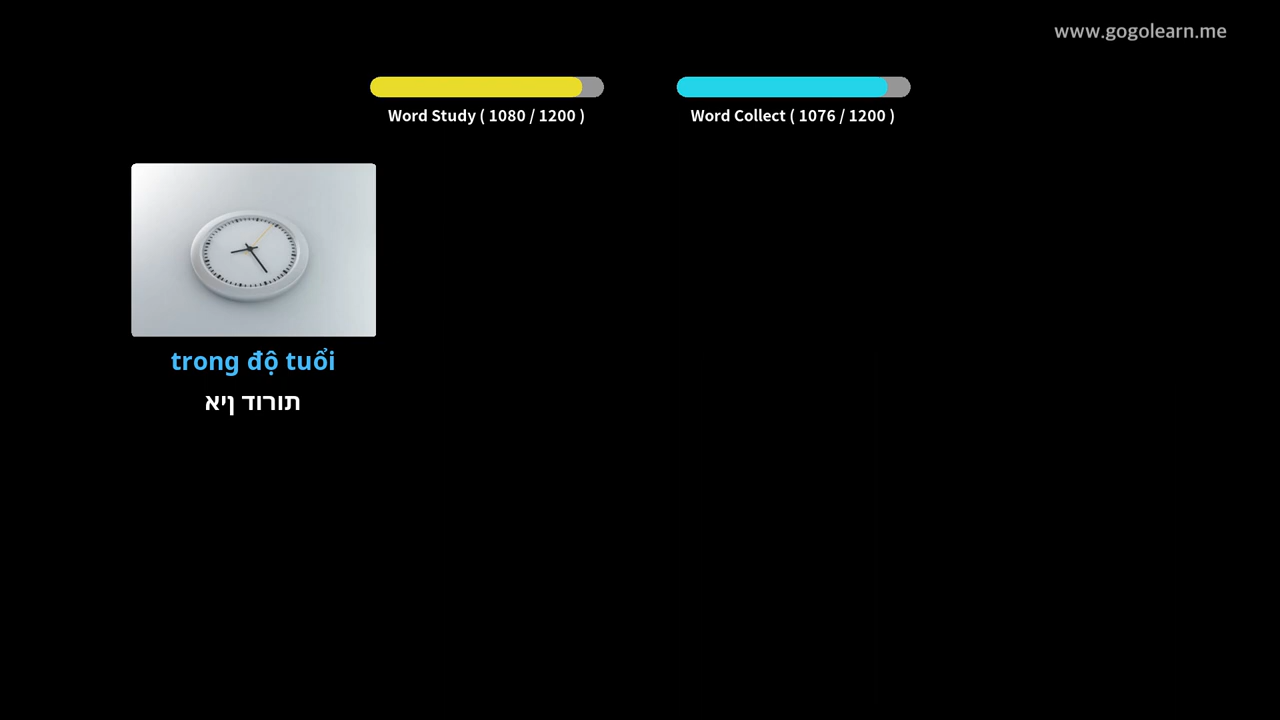 www.gogolearn.me
Word Study ( 1080 / 1200 )
Word Collect ( 1076 / 1200 )
trong độ tuổi
תורוד ןיא